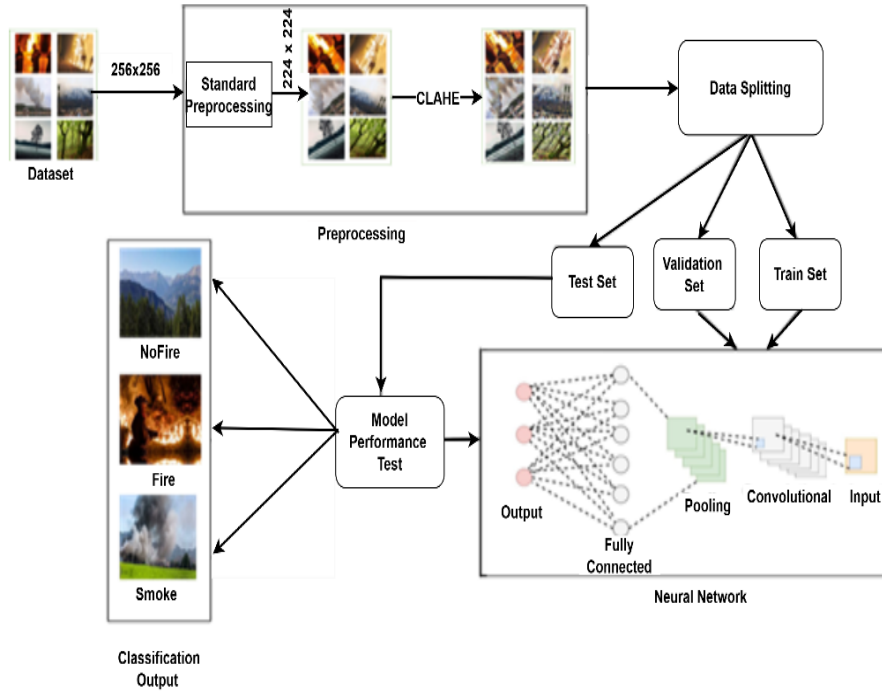 256x256
Standard
Preprocessing
224 x 224
CLAHE
Data Splitting
Dataset
Preprocessing
Test Set
Validation
Set
Train Set
NoFire
Fire
Smoke
Classification
Output
Model
Performance
Test
Output
Fully
Connected
Pooling
Convolutional
Input
Neural Network